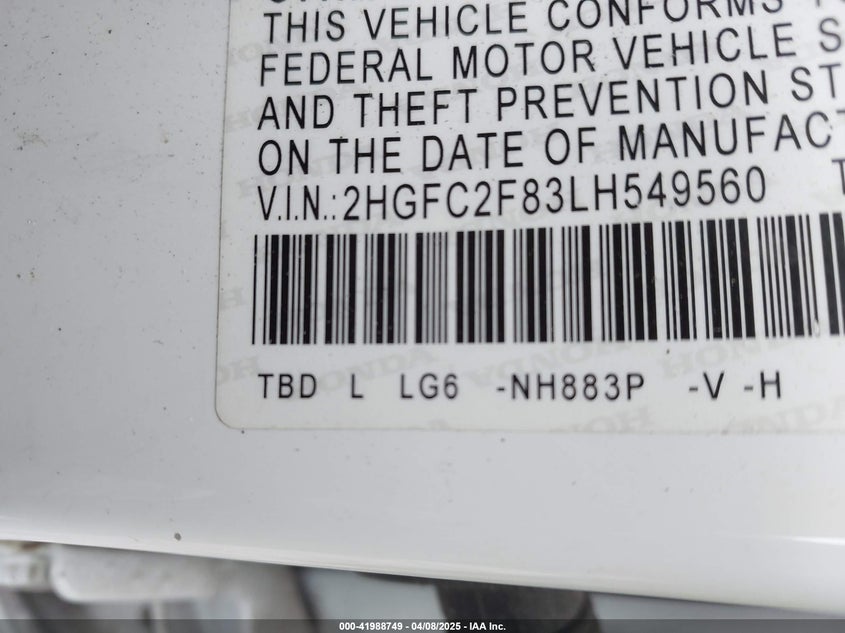 THIS VEHICLE CONFORMS
FEDERAL MOTOR VEHICLE S
AND THEFT PREVENTION ST
ON THE DATE OF MANUFACT
V.I.N.:2HGFC2F83LH549560 T
TBD L LG6 -NH883P -V -H
000-41988749 - 04/08/2025 - IAA Inc.